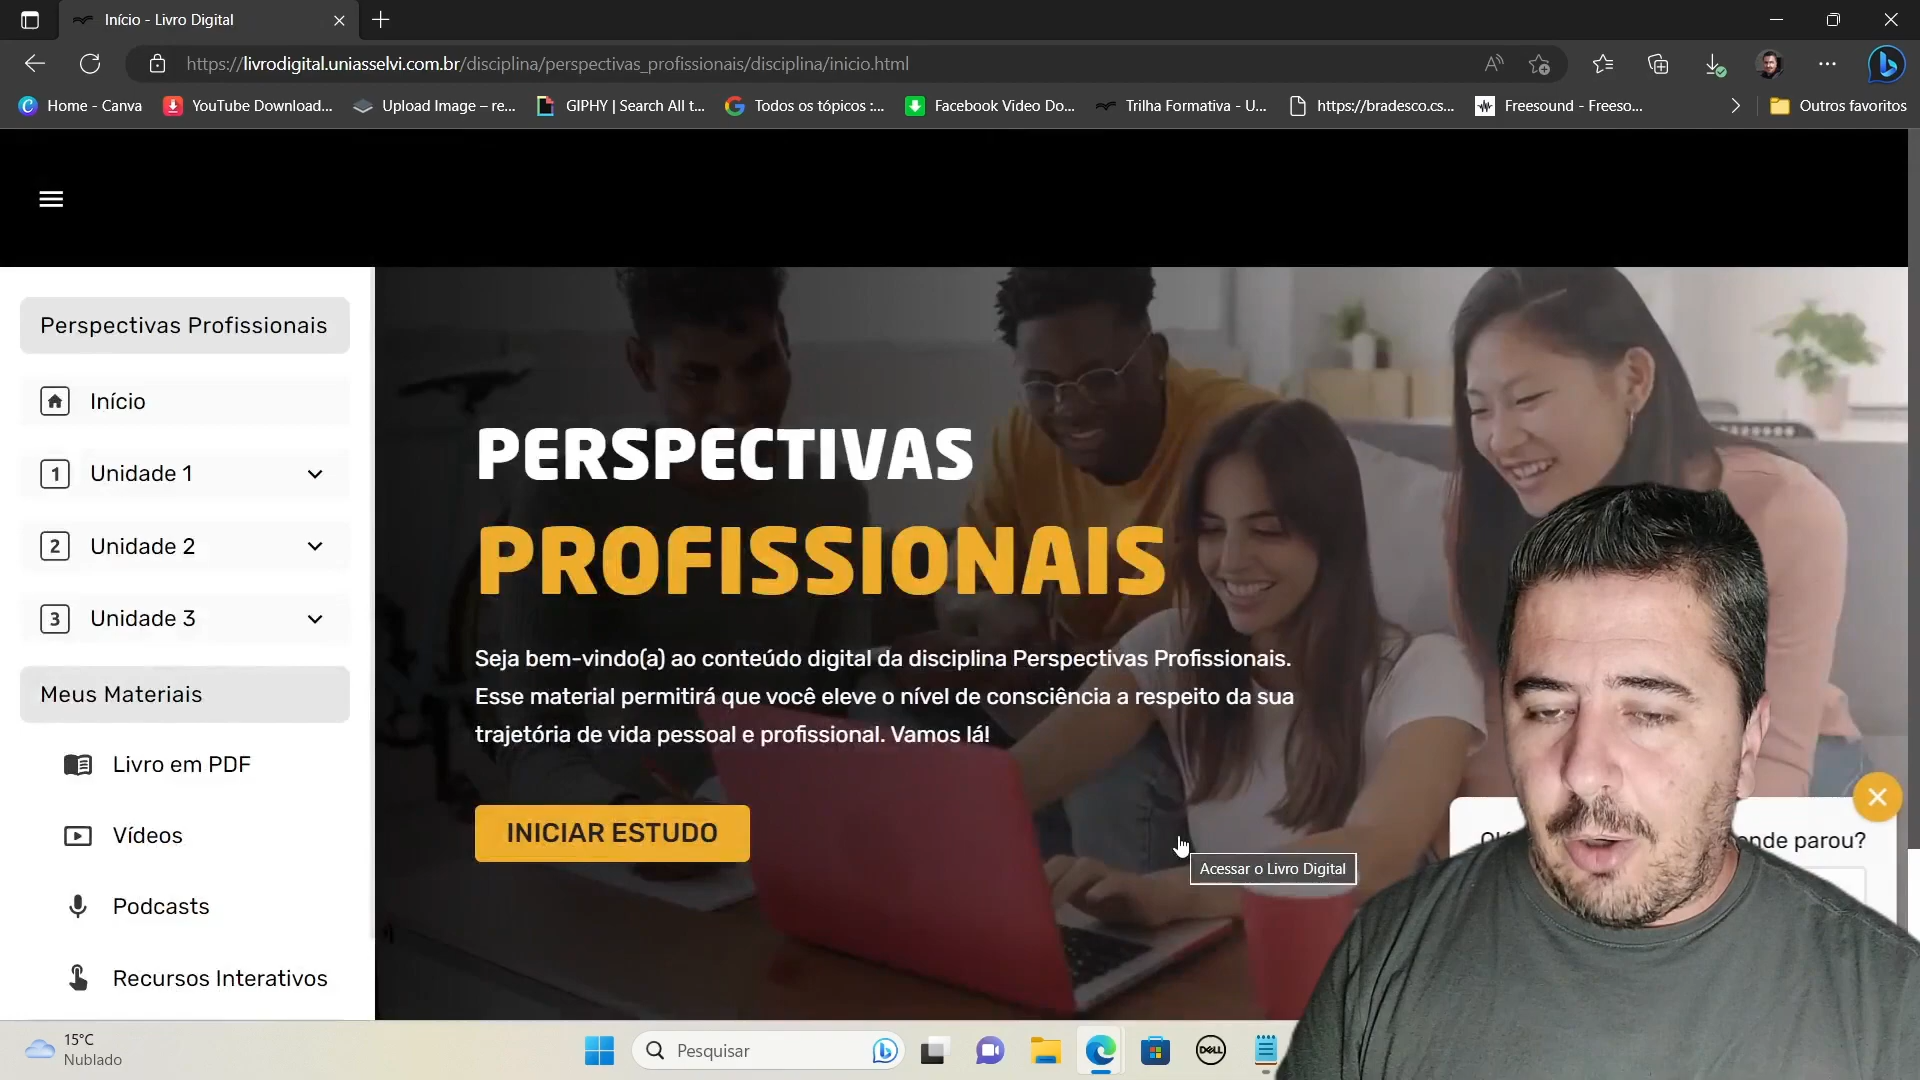 Início - Livro Digital
https://livrodigital.uniasselvi.com.br/disciplina/perspectivas_profissionais/disciplina/inicio.html
Home - Canva
YouTube Download...
Upload Image – re...
GIPHY | Search All t...
Todos os tópicos :...
Facebook Video Do...
Trilha Formativa - U...
https://bradesco.cs...
Freesound - Freeso...
Outros favoritos
Perspectivas Profissionais
Início
1 Unidade 1
2 Unidade 2
3 Unidade 3
Meus Materiais
Livro em PDF
Vídeos
Podcasts
Recursos Interativos
PERSPECTIVAS
PROFISSIONAIS
Seja bem-vindo(a) ao conteúdo digital da disciplina Perspectivas Profissionais.
Esse material permitirá que você eleve o nível de consciência a respeito da sua
trajetória de vida pessoal e profissional. Vamos lá!
INICIAR ESTUDO
Acessar o Livro Digital
parou?
15°C
Nublado
Pesquisar
DELL